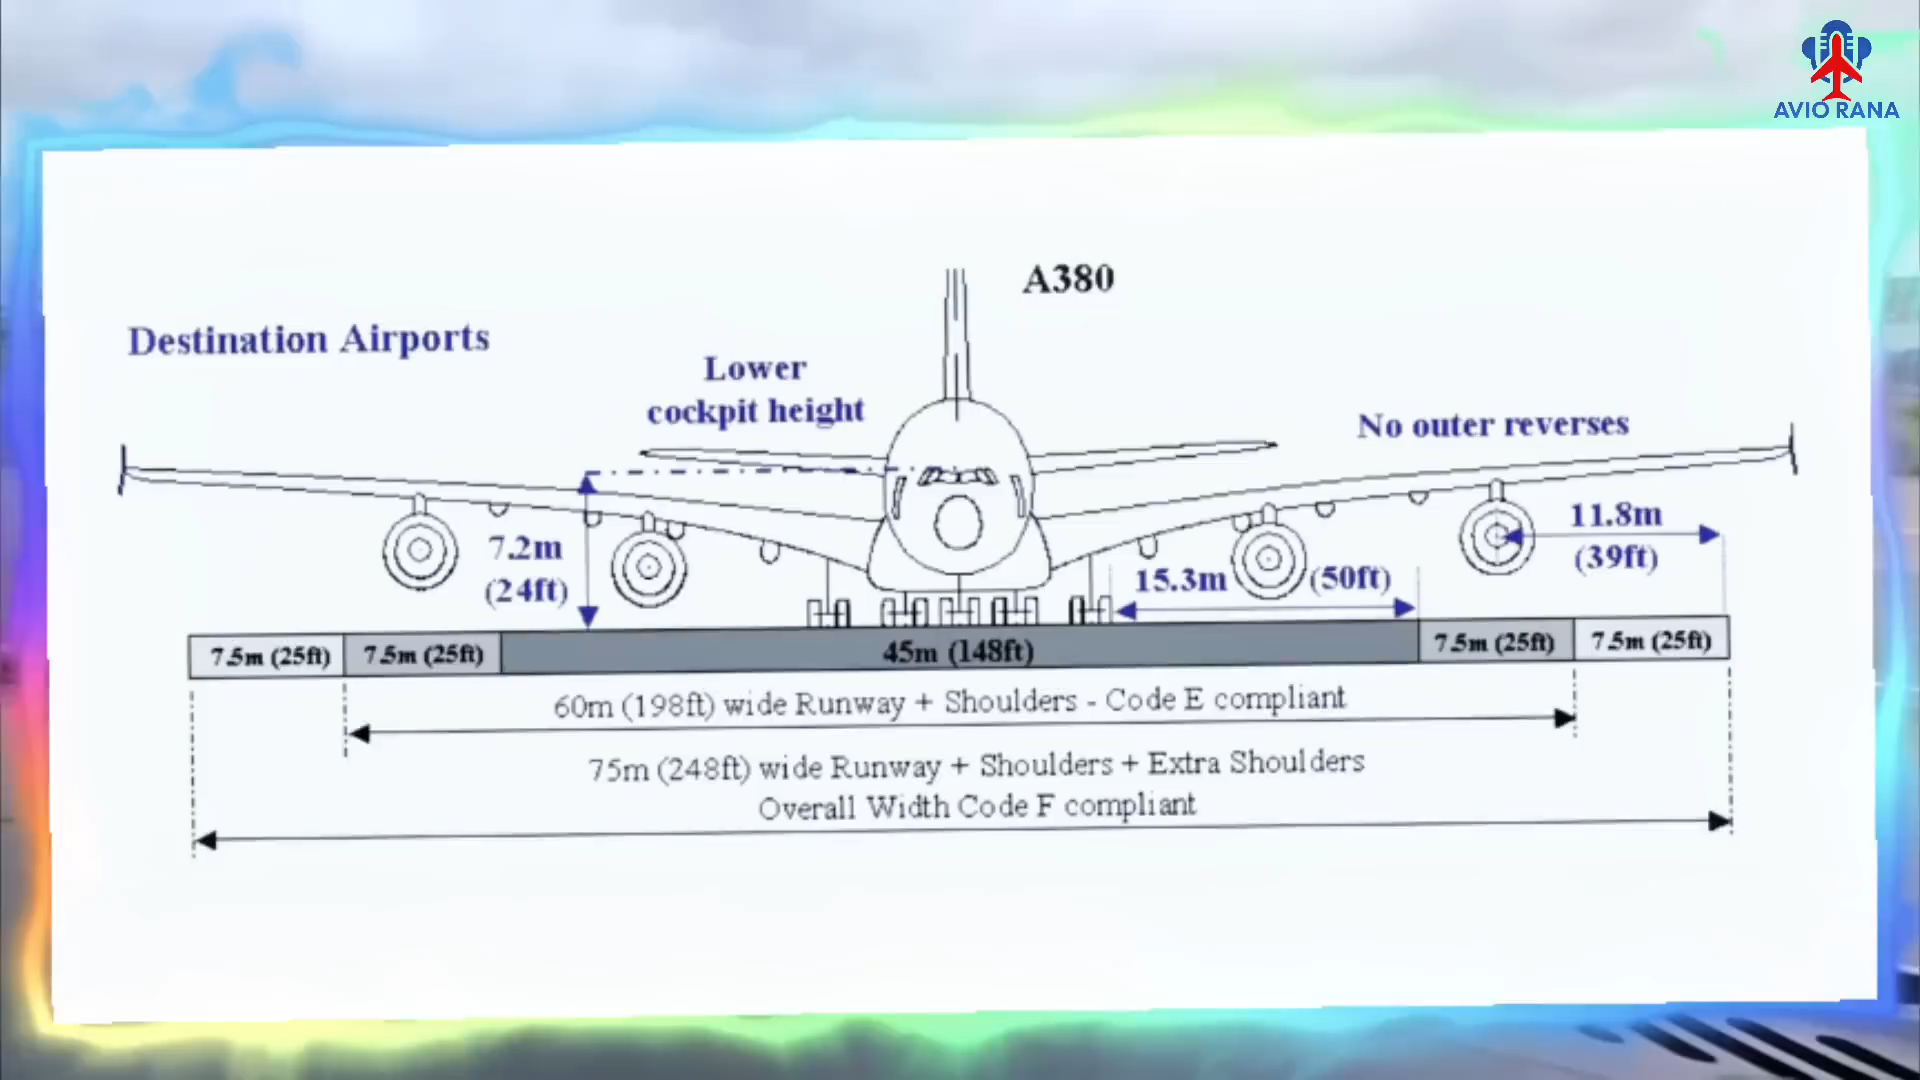 AVIO RANA
A380
Destination Airports
Lower
cockpit height
No outer reverses
11.8m
(39ft)
7.2m
(24ft)
15.3m (50ft)
7.5m (25ft) 7.5m (25ft) 45m (148ft) 7.5m (25ft) 7.5m (25ft)
60m (198ft) wide Runway + Shoulders - Code E compliant
75m (248ft) wide Runway + Shoulders + Extra Shoulders
Overall Width Code F compliant